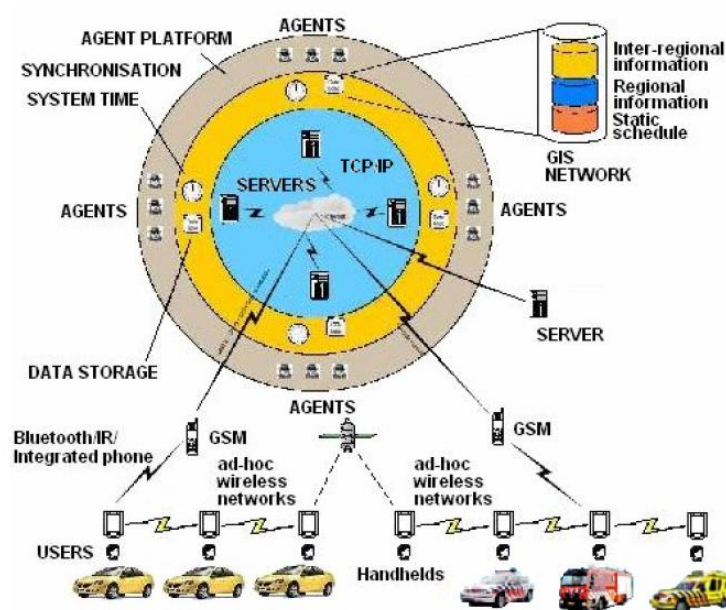 AGENTS
AGENT PLATFORM
SYNCHRONISATION
SYSTEM TIME
Inter-regional
information
Regional
information
Static
schedule
GIS
NETWORK
TCP/IP
SERVERS
AGENTS
AGENTS
SERVER
DATA STORAGE
AGENTS
Bluetooth/IR/
Integrated phone
GSM
GSM
ad-hoc
wireless
networks
ad-hoc
wireless
networks
USERS
Handhelds